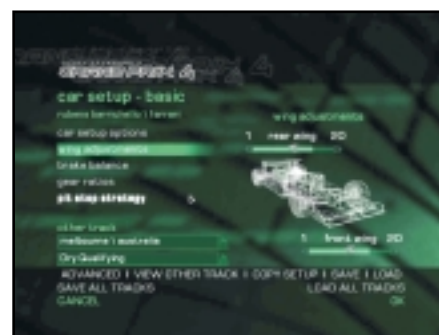 car setup - basic
rubens barrichello | ferrari
wing adjustments
car setup options
1 rear wing 20
wing adjustments
brake balance
gear ratios
pit stop strategy
other track
melbourne | australia
1 front wing 20
Dry Qualifying
ADVANCED | VIEW OTHER TRACK | COPY SETUP | SAVE | LOAD
SAVE ALL TRACKS LOAD ALL TRACKS
CANCEL OK